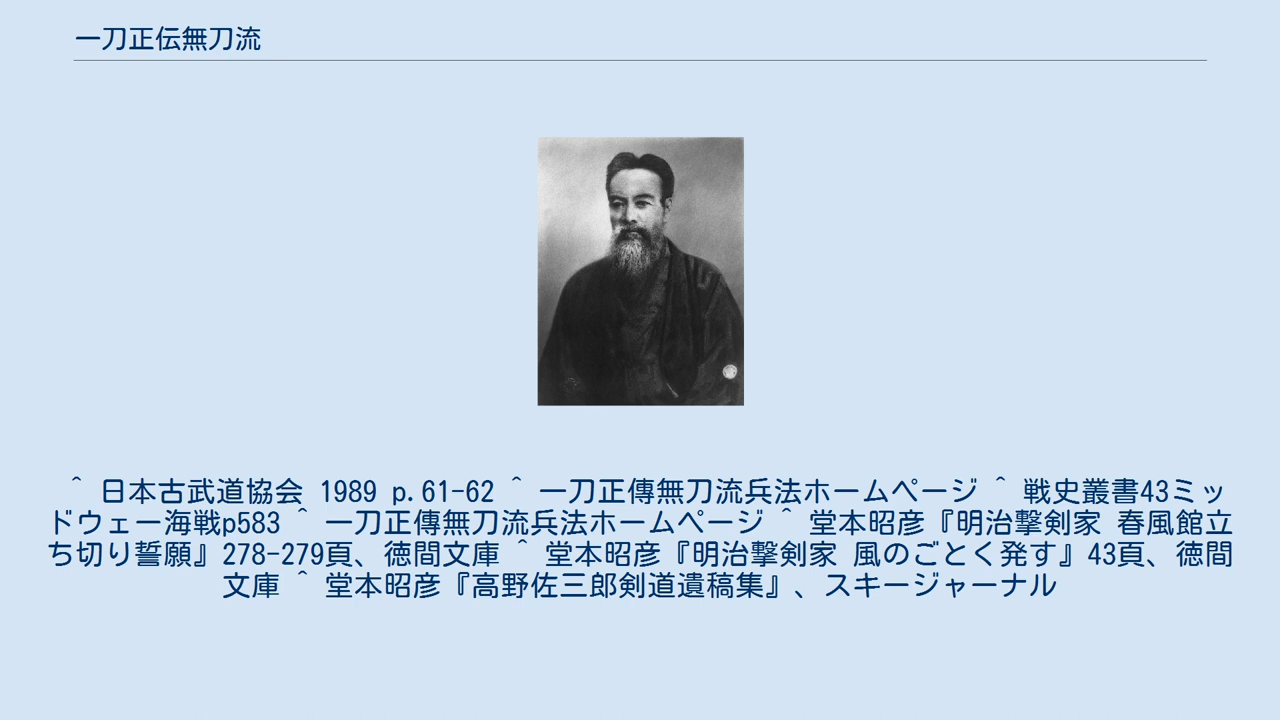 一刀正伝無刀流
＾ 日本古武道協会 1989 p.61-62 ＾ 一刀正傳無刀流兵法ホームページ ＾ 戦史叢書43ミッ
ドウェー海戦p583 ＾ 一刀正傳無刀流兵法ホームページ ＾ 堂本昭彦『明治撃剣家 春風館立
ち切り誓願』278-279頁、徳間文庫 ＾ 堂本昭彦『明治撃剣家 風のごとく発す』43頁、徳間
文庫 ＾ 堂本昭彦『高野佐三郎剣道遺稿集』、スキージャーナル